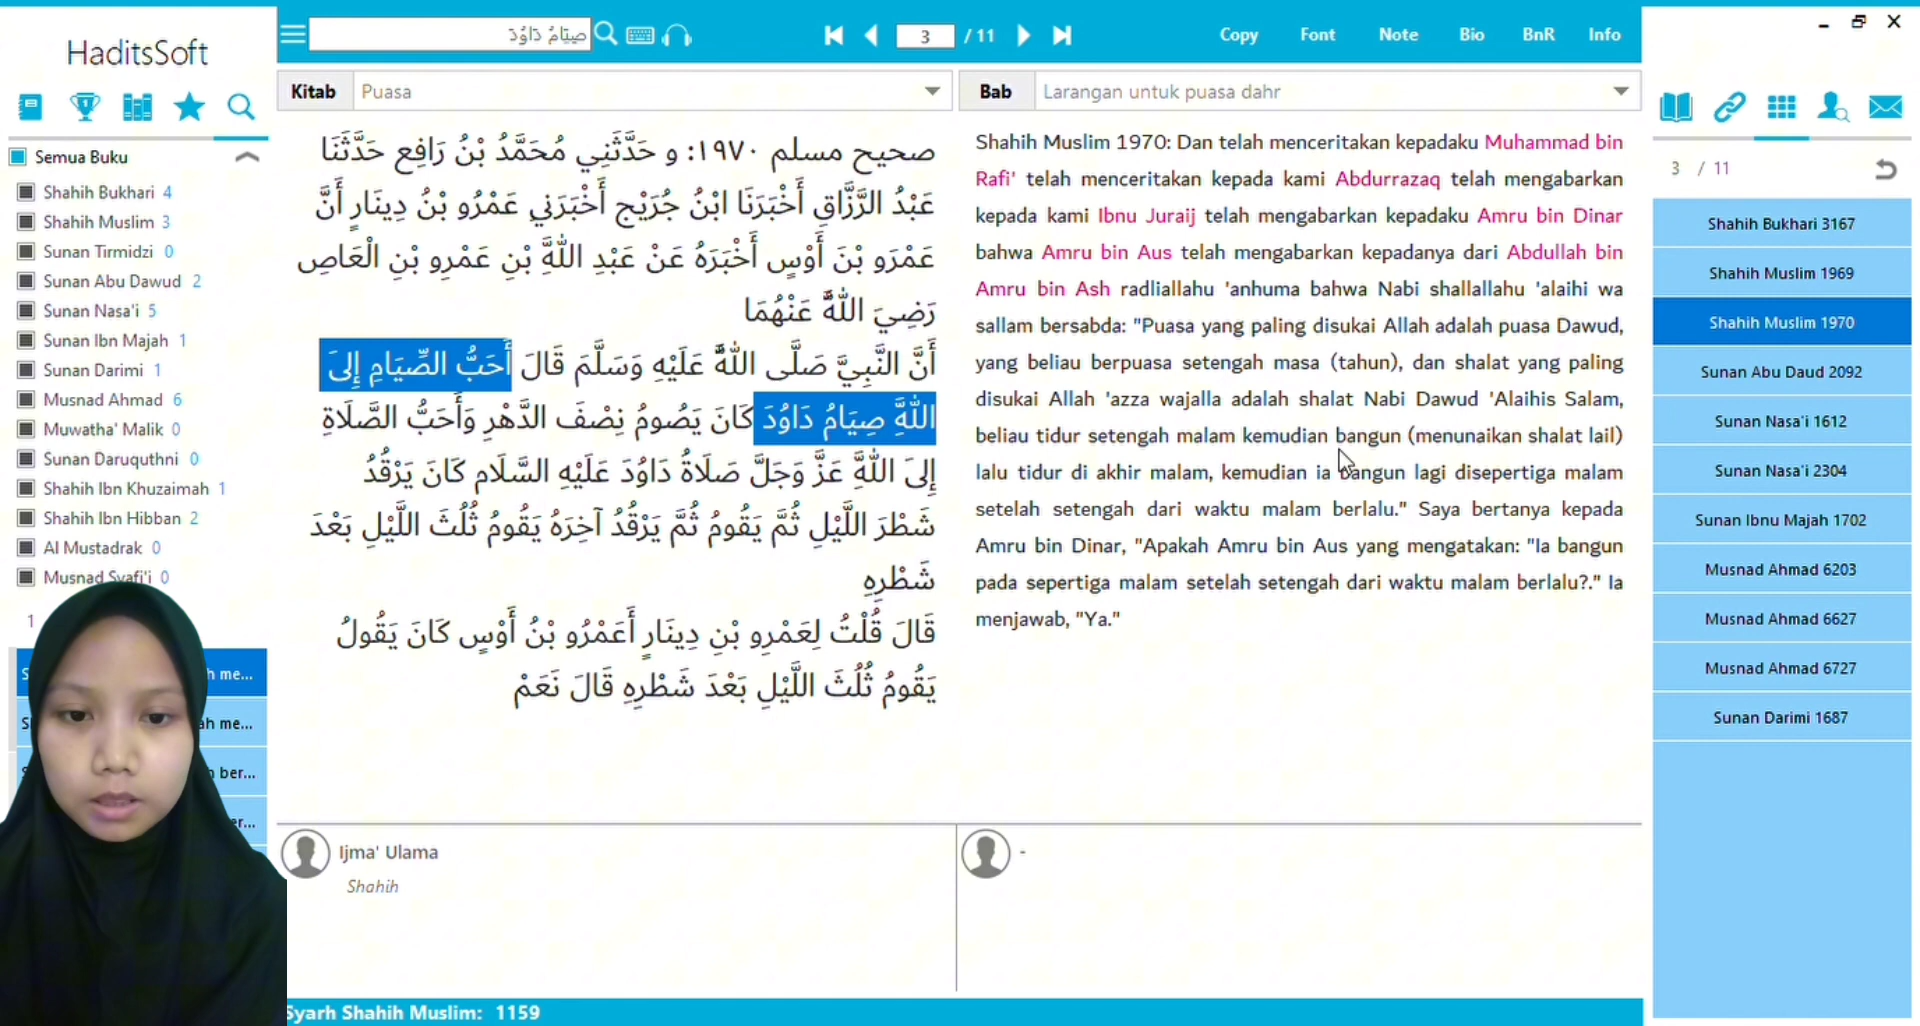 HaditsSoft
صِيَامُ دَاوُدَ
3 / 11
Copy Font Note Bio BnR Info
Kitab Puasa
Bab Larangan untuk puasa dahr
Semua Buku
Shahih Bukhari 4
Shahih Muslim 3
Sunan Tirmidzi 0
Sunan Abu Dawud 2
Sunan Nasa'i 5
Sunan Ibn Majah 1
Sunan Darimi 1
Musnad Ahmad 6
Muwatha' Malik 0
Sunan Daruquthni 0
Shahih Ibn Khuzaimah 1
Shahih Ibn Hibban 2
Al Mustadrak 0
Musnad Syafi'i 0
1
h me...
ah me...
ber...
er...
صحيح مسلم ١٩٧٠: و حَدَّثَنِي مُحَمَّدُ بْنُ رَافِعٍ حَدَّثَنَا
عَبْدُ الرَّزَّاقِ أَخْبَرَنَا ابْنُ جُرَيْجٍ أَخْبَرَنِي عَمْرُو بْنُ دِينَارٍ أَنَّ
عَمْرَو بْنَ أَوْسٍ أَخْبَرَهُ عَنْ عَبْدِ اللَّهِ بْنِ عَمْرِو بْنِ الْعَاصِ
رَضِيَ اللَّهُ عَنْهُمَا
أَنَّ النَّبِيَّ صَلَّى اللَّهُ عَلَيْهِ وَسَلَّمَ قَالَ أَحَبُّ الصِّيَامِ إِلَى
اللَّهِ صِيَامُ دَاوُدَ كَانَ يَصُومُ نِصْفَ الدَّهْرِ وَأَحَبُّ الصَّلَاةِ
إِلَى اللَّهِ عَزَّ وَجَلَّ صَلَاةُ دَاوُدَ عَلَيْهِ السَّلَام كَانَ يَرْقُدُ
شَطْرَ اللَّيْلِ ثُمَّ يَقُومُ ثُمَّ يَرْقُدُ آخِرَهُ يَقُومُ ثُلُثَ اللَّيْلِ بَعْدَ
شَطْرِهِ
قَالَ قُلْتُ لِعَمْرِو بْنِ دِينَارٍ أَعَمْرُو بْنُ أَوْسٍ كَانَ يَقُولُ
يَقُومُ ثُلُثَ اللَّيْلِ بَعْدَ شَطْرِهِ قَالَ نَعَمْ
Shahih Muslim 1970: Dan telah menceritakan kepadaku Muhammad bin
Rafi' telah menceritakan kepada kami Abdurrazaq telah mengabarkan
kepada kami Ibnu Juraij telah mengabarkan kepadaku Amru bin Dinar
bahwa Amru bin Aus telah mengabarkan kepadanya dari Abdullah bin
Amru bin Ash radliallahu 'anhuma bahwa Nabi shallallahu 'alaihi wa
sallam bersabda: "Puasa yang paling disukai Allah adalah puasa Dawud,
yang beliau berpuasa setengah masa (tahun), dan shalat yang paling
disukai Allah 'azza wajalla adalah shalat Nabi Dawud 'Alaihis Salam,
beliau tidur setengah malam kemudian bangun (menunaikan shalat lail)
lalu tidur di akhir malam, kemudian ia bangun lagi disepertiga malam
setelah setengah dari waktu malam berlalu." Saya bertanya kepada
Amru bin Dinar, "Apakah Amru bin Aus yang mengatakan: "Ia bangun
pada sepertiga malam setelah setengah dari waktu malam berlalu?." Ia
menjawab, "Ya."
Ijma' Ulama
Shahih
-
Syarh Shahih Muslim: 1159
3 / 11
Shahih Bukhari 3167
Shahih Muslim 1969
Shahih Muslim 1970
Sunan Abu Daud 2092
Sunan Nasa'i 1612
Sunan Nasa'i 2304
Sunan Ibnu Majah 1702
Musnad Ahmad 6203
Musnad Ahmad 6627
Musnad Ahmad 6727
Sunan Darimi 1687